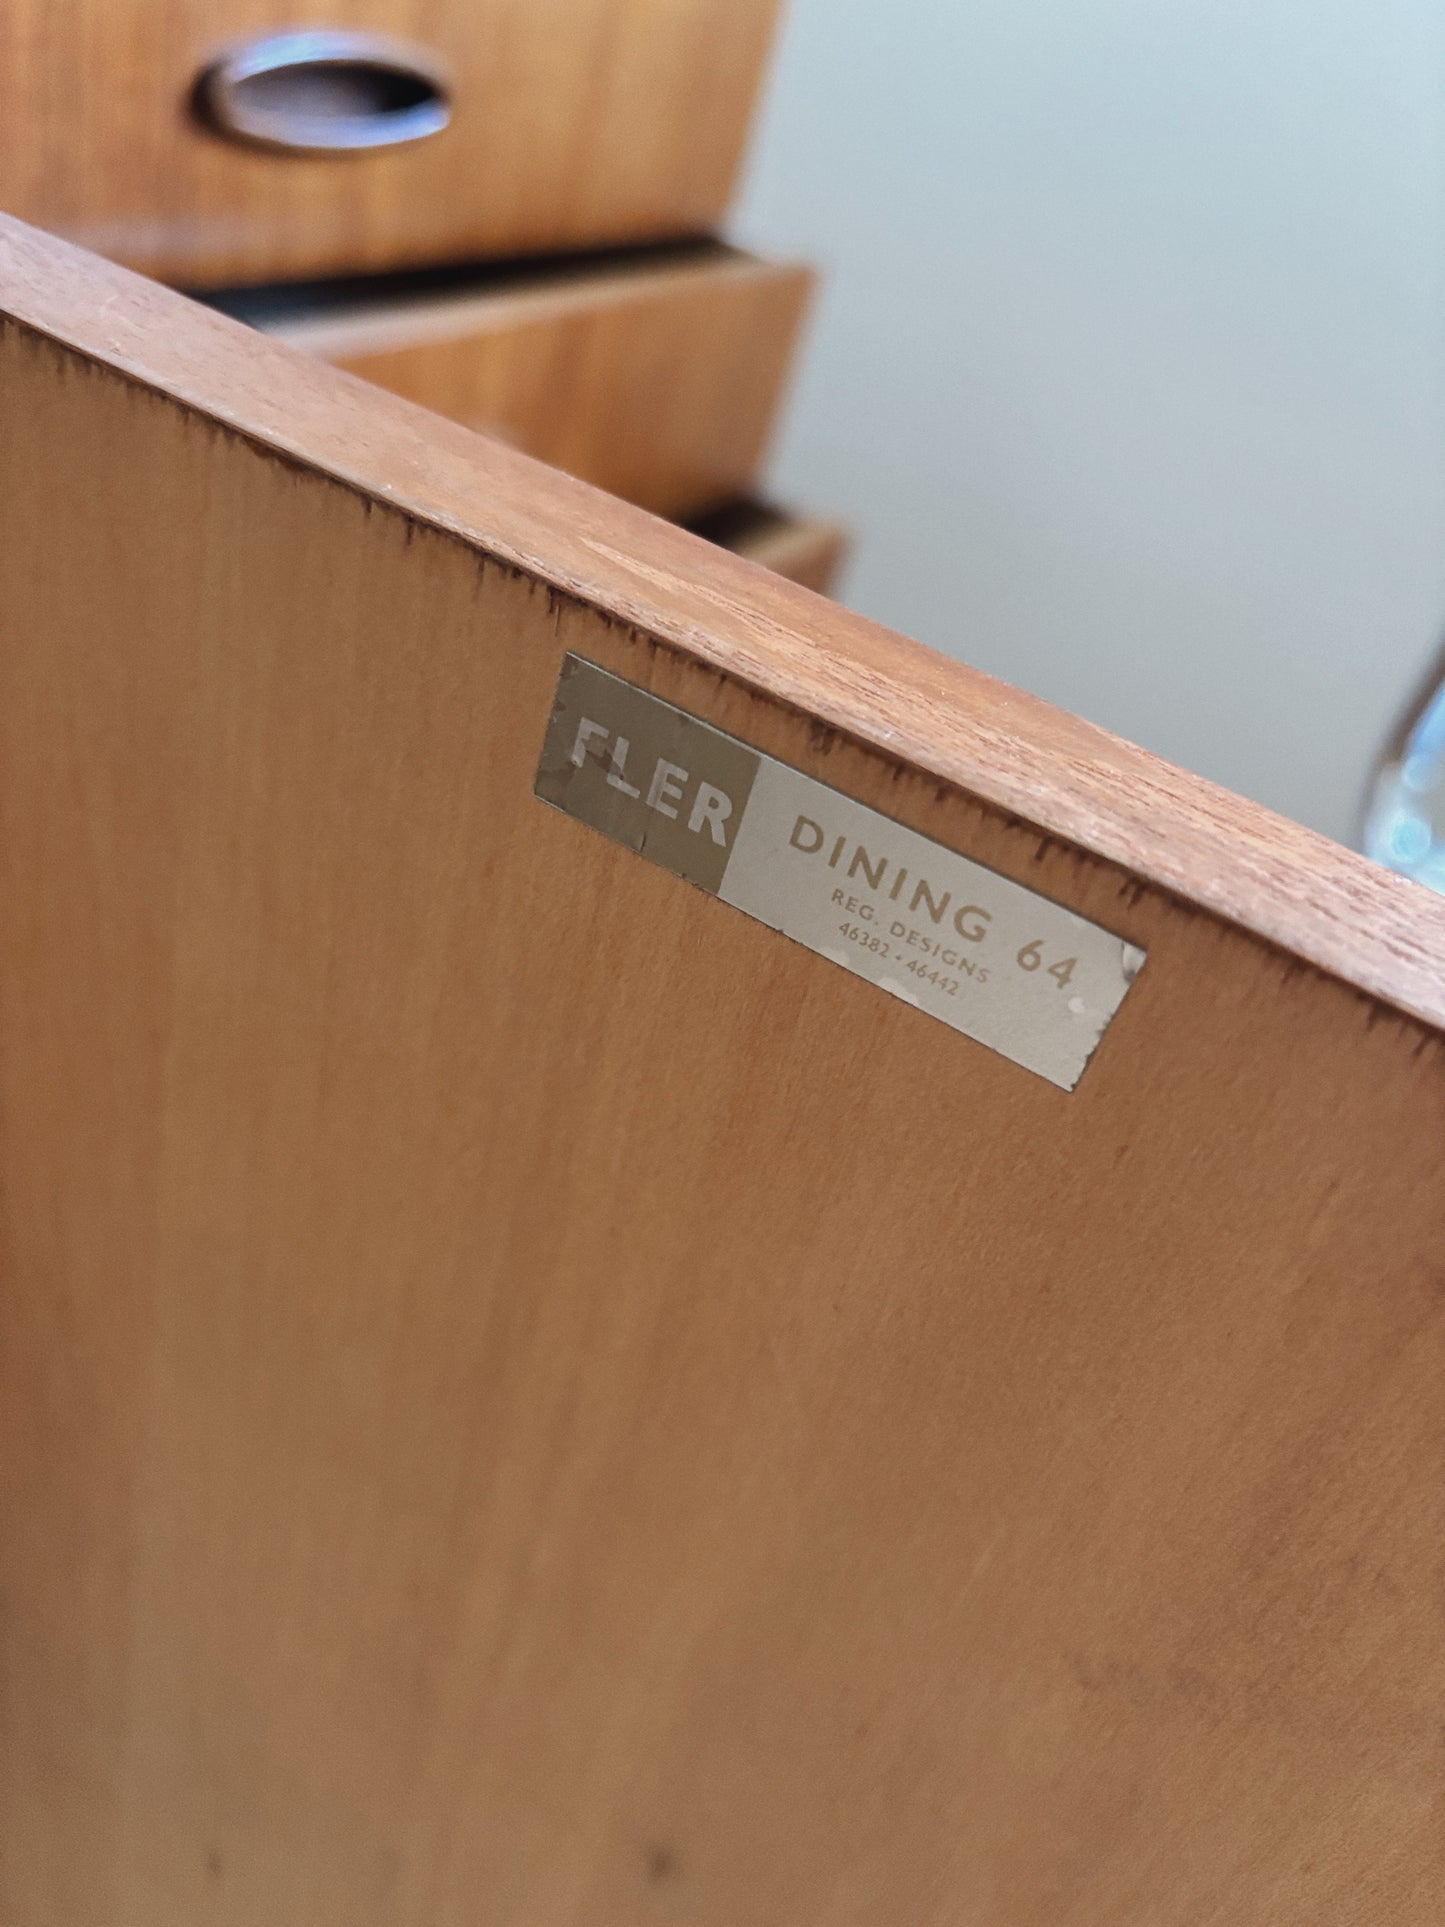 FLER
DINING 64
REG. DESIGNS
46382 • 46442